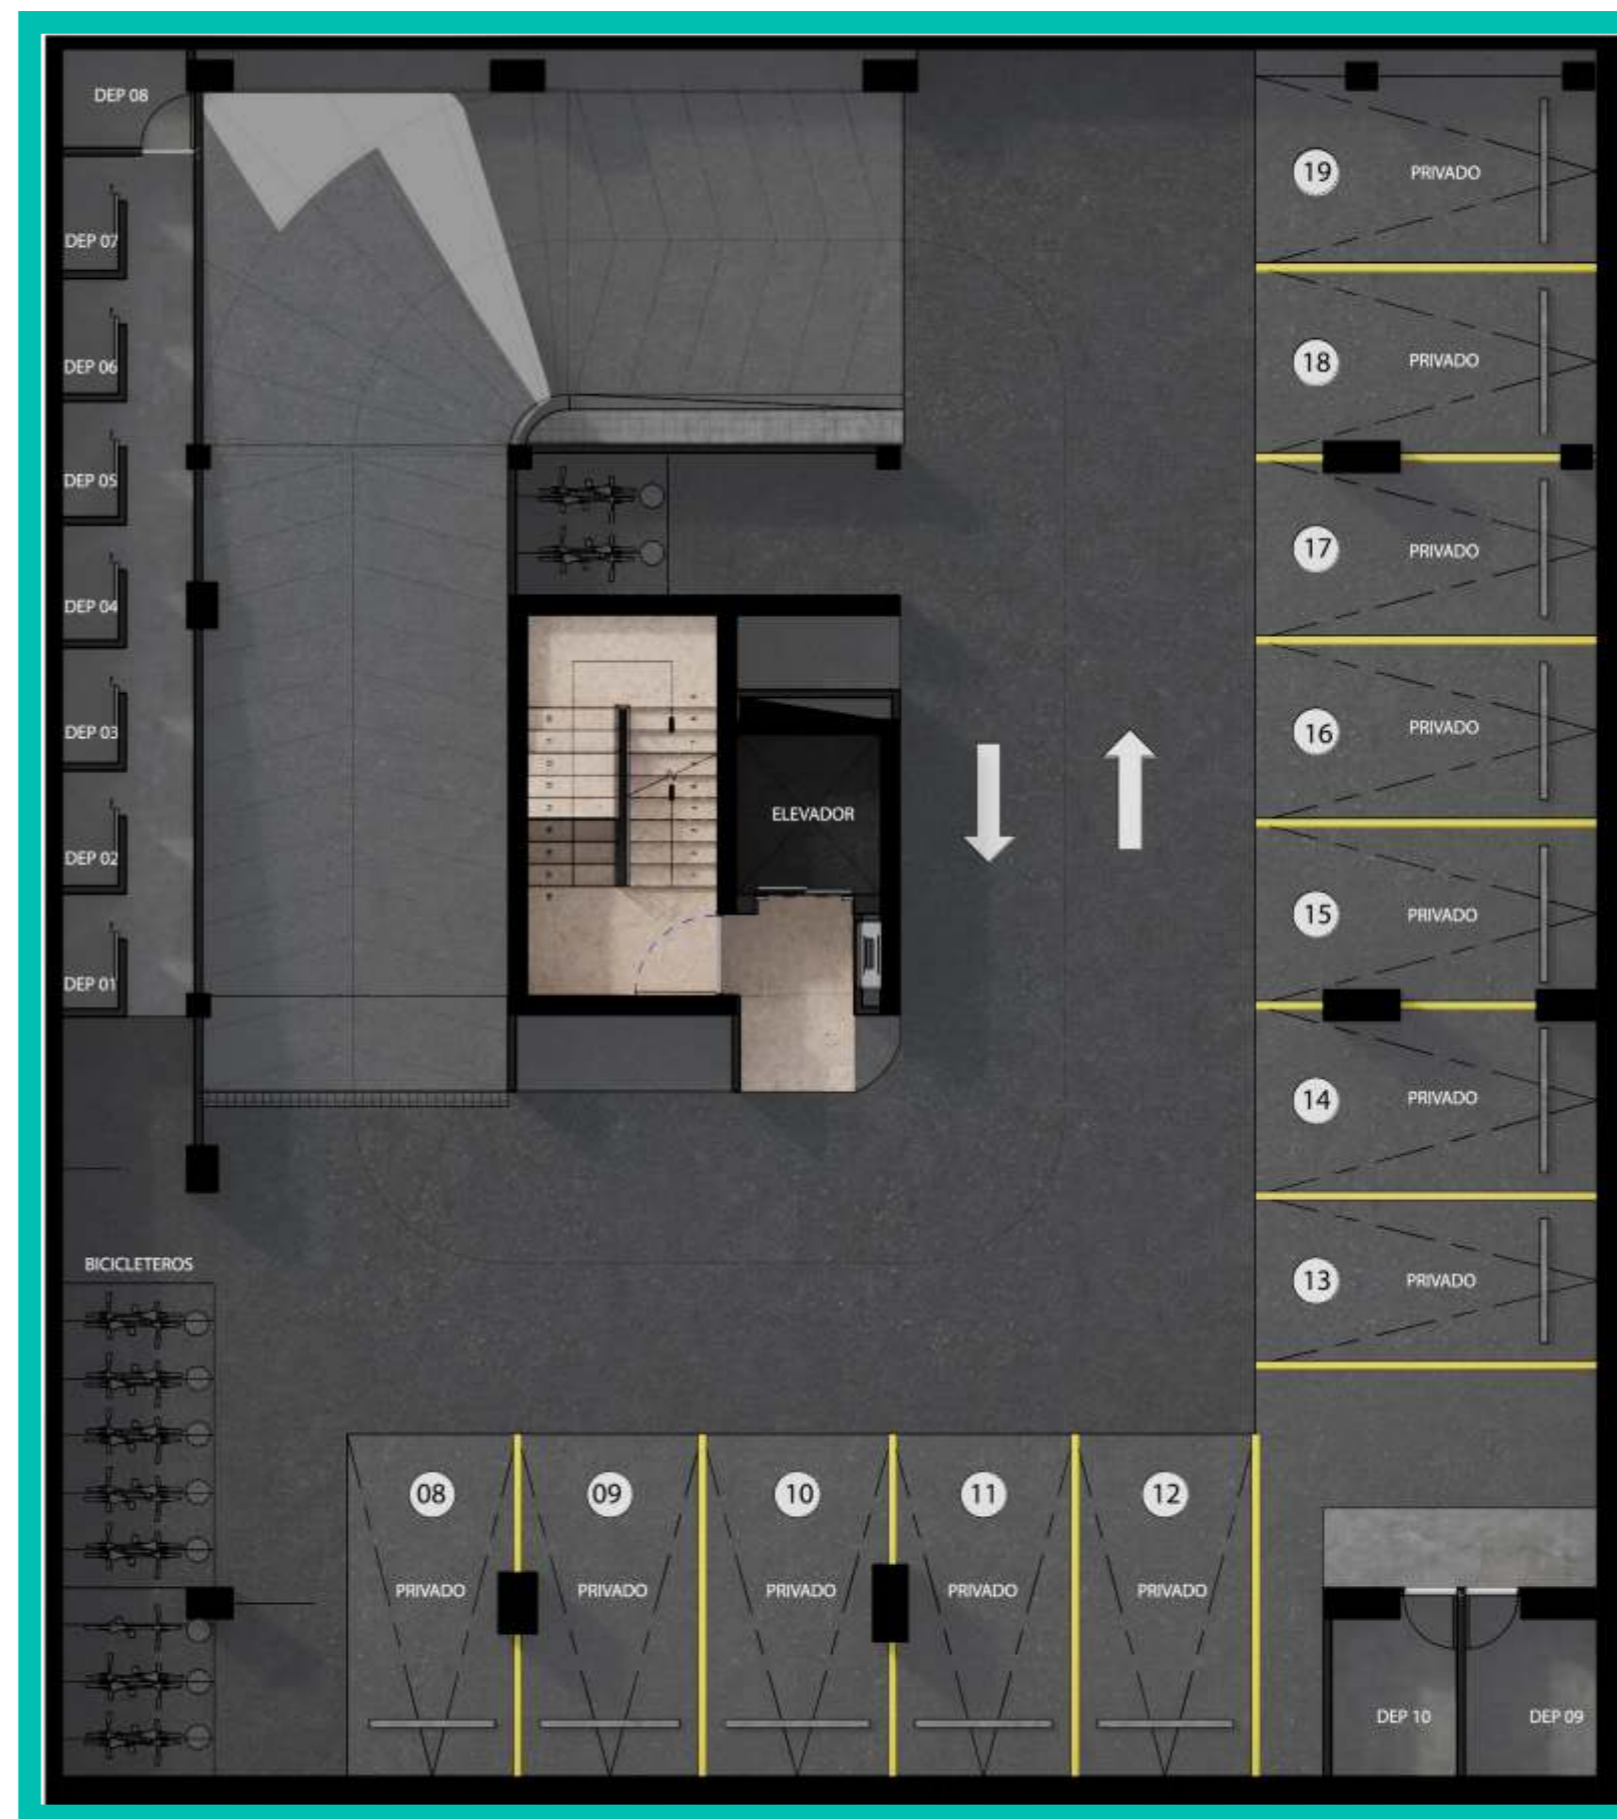 DEP 08
19
PRIVADO
DEP 07
18
PRIVADO
DEP 06
DEP 05
17
PRIVADO
DEP 04
16
PRIVADO
DEP 03
ELEVADOR
DEP 02
15
PRIVADO
DEP 01
14
PRIVADO
BICICLETEROS
13
PRIVADO
08
09
10
11
12
PRIVADO
PRIVADO
PRIVADO
PRIVADO
PRIVADO
DEP 10
DEP 09